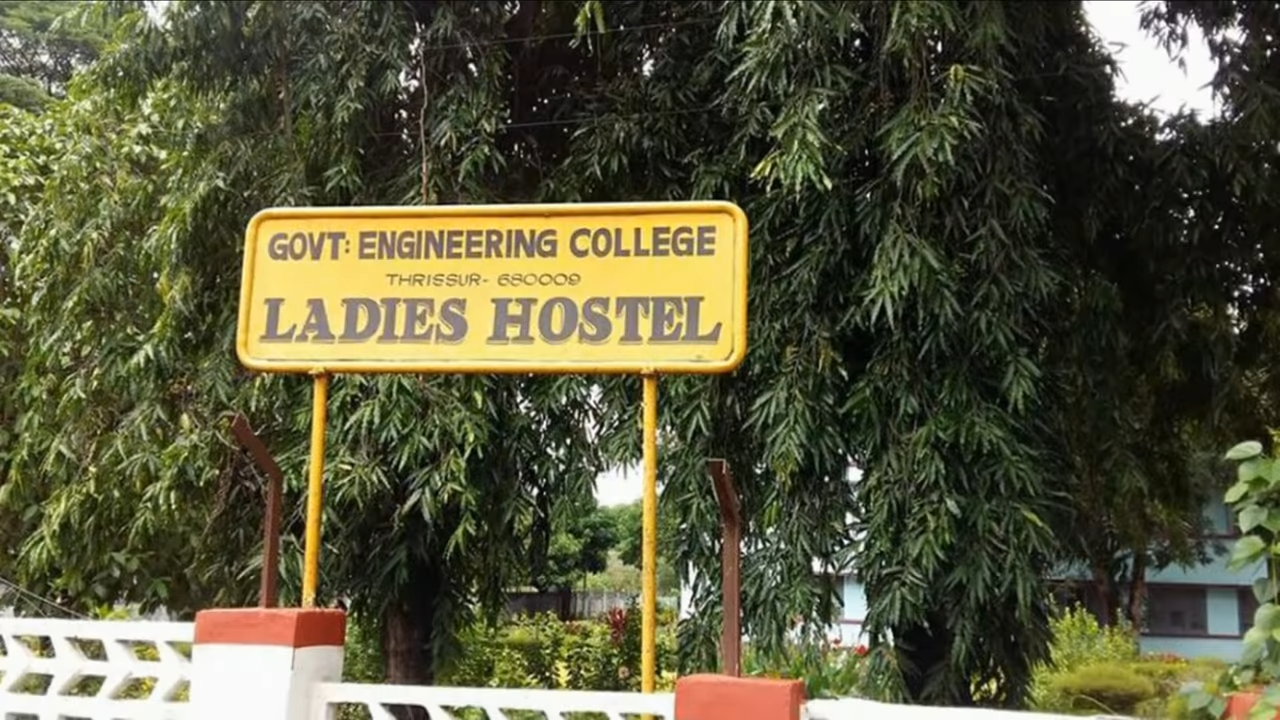 GOVT: ENGINEERING COLLEGE
THRISSUR- 680009
LADIES HOSTEL